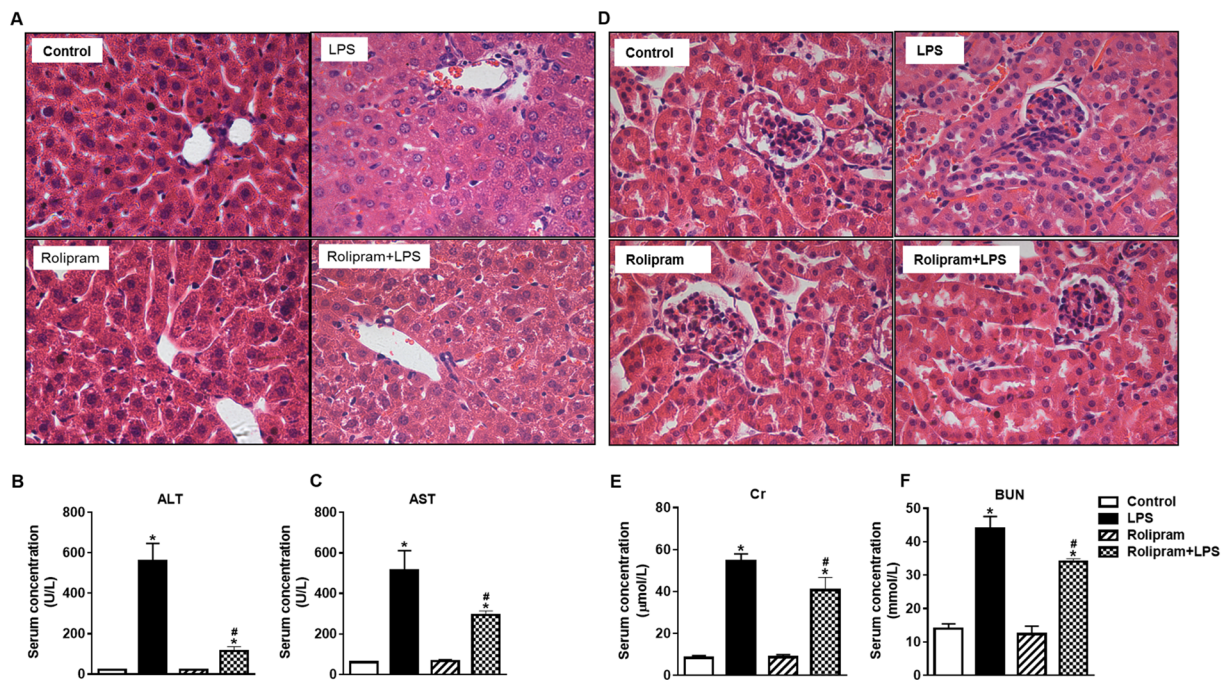 A
D
Control
LPS
Control
LPS
Rolipram
Rolipram+LPS
Rolipram
Rolipram+LPS
B
ALT
Serum concentration
(U/L)
800
600
400
200
0
*
#
*
C
AST
Serum concentration
(U/L)
800
600
400
200
0
*
#
*
E
Cr
Serum concentration
(μmol/L)
80
60
40
20
0
*
#
*
F
BUN
Serum concentration
(mmol/L)
50
40
30
20
10
0
*
#
*
Control
LPS
Rolipram
Rolipram+LPS